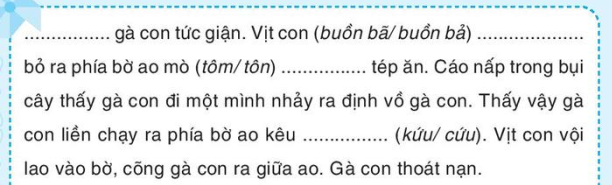 ................ gà con tức giận. Vịt con (buồn bã/ buồn bả) ....................
bỏ ra phía bờ ao mò (tôm/ tôn) ................ tép ăn. Cáo nấp trong bụi
cây thấy gà con đi một mình nhảy ra định vồ gà con. Thấy vậy gà
con liền chạy ra phía bờ ao kêu ................ (kứu/ cứu). Vịt con vội
lao vào bờ, cõng gà con ra giữa ao. Gà con thoát nạn.